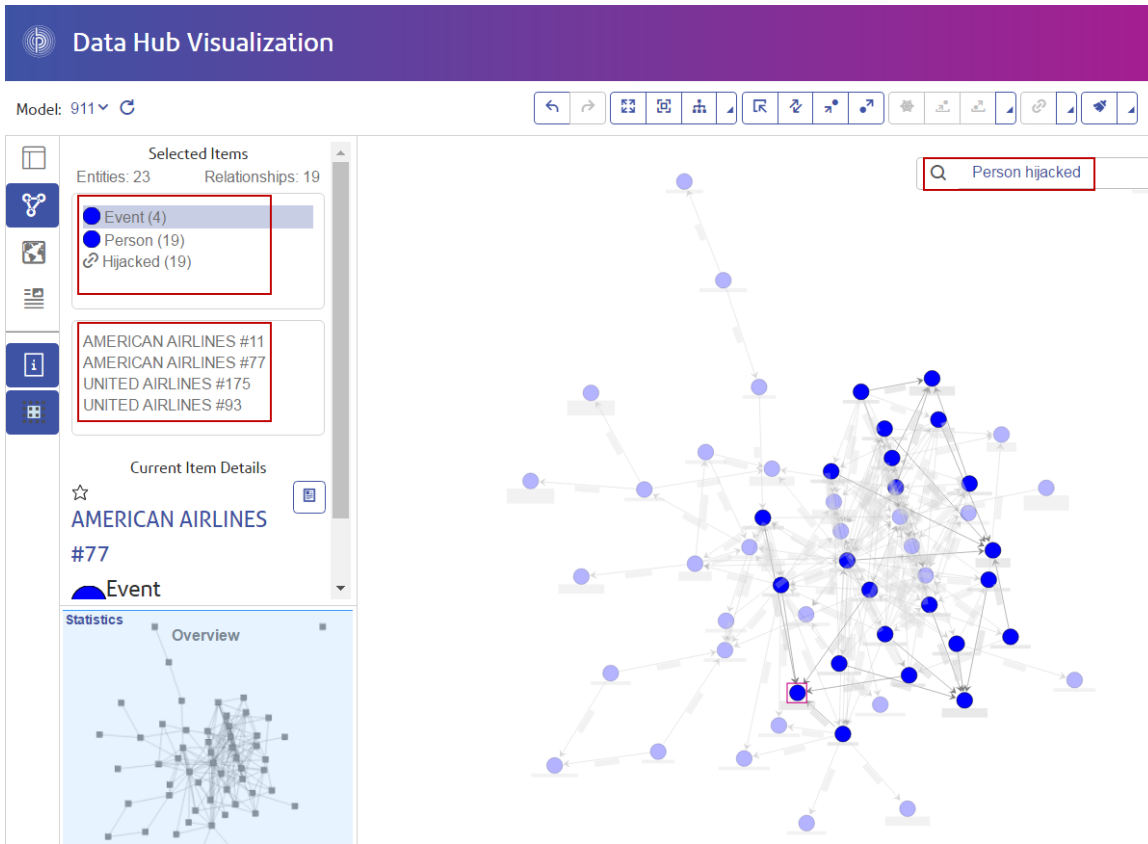 Data Hub Visualization
Model: 911
Selected Items
Entities: 23 Relationships: 19
Event (4)
Person (19)
Hijacked (19)
AMERICAN AIRLINES #11
AMERICAN AIRLINES #77
UNITED AIRLINES #175
UNITED AIRLINES #93
Current Item Details
AMERICAN AIRLINES
#77
Event
Statistics
Overview
Person hijacked